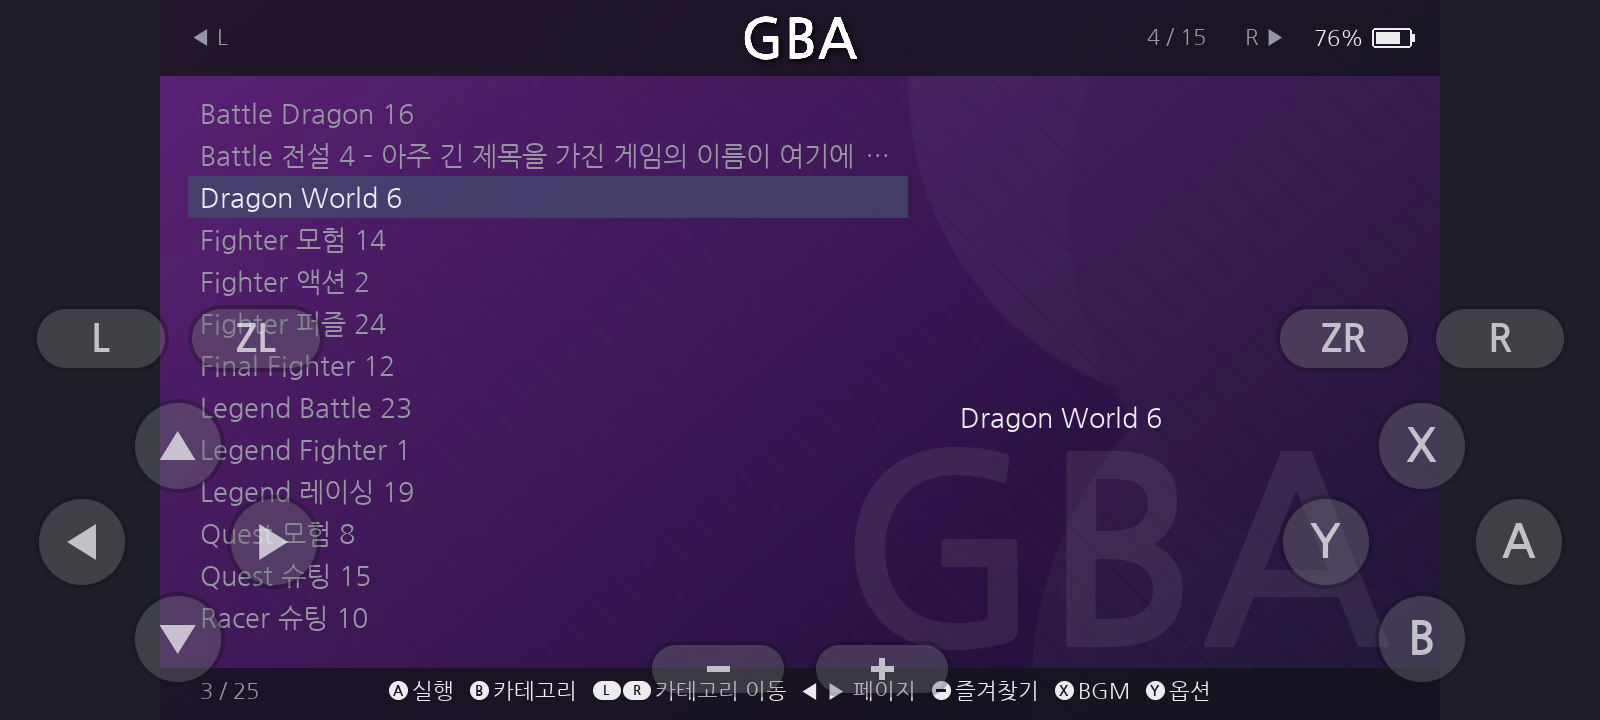 ◀ L
GBA
4 / 15
R ▶
76%
Battle Dragon 16
Battle 전설 4 - 아주 긴 제목을 가진 게임의 이름이 여기에 …
Dragon World 6
Fighter 모험 14
Fighter 액션 2
Fighter 퍼즐 24
Final Fighter 12
Legend Battle 23
Legend Fighter 1
Legend 레이싱 19
Quest 모험 8
Quest 슈팅 15
Racer 슈팅 10
L
ZL
ZR
R
Dragon World 6
GBA
X
Y
A
B
3 / 25
A 실행 B 카테고리 L R 카테고리 이동 ◀ ▶ 페이지 - 즐겨찾기 X BGM Y 옵션